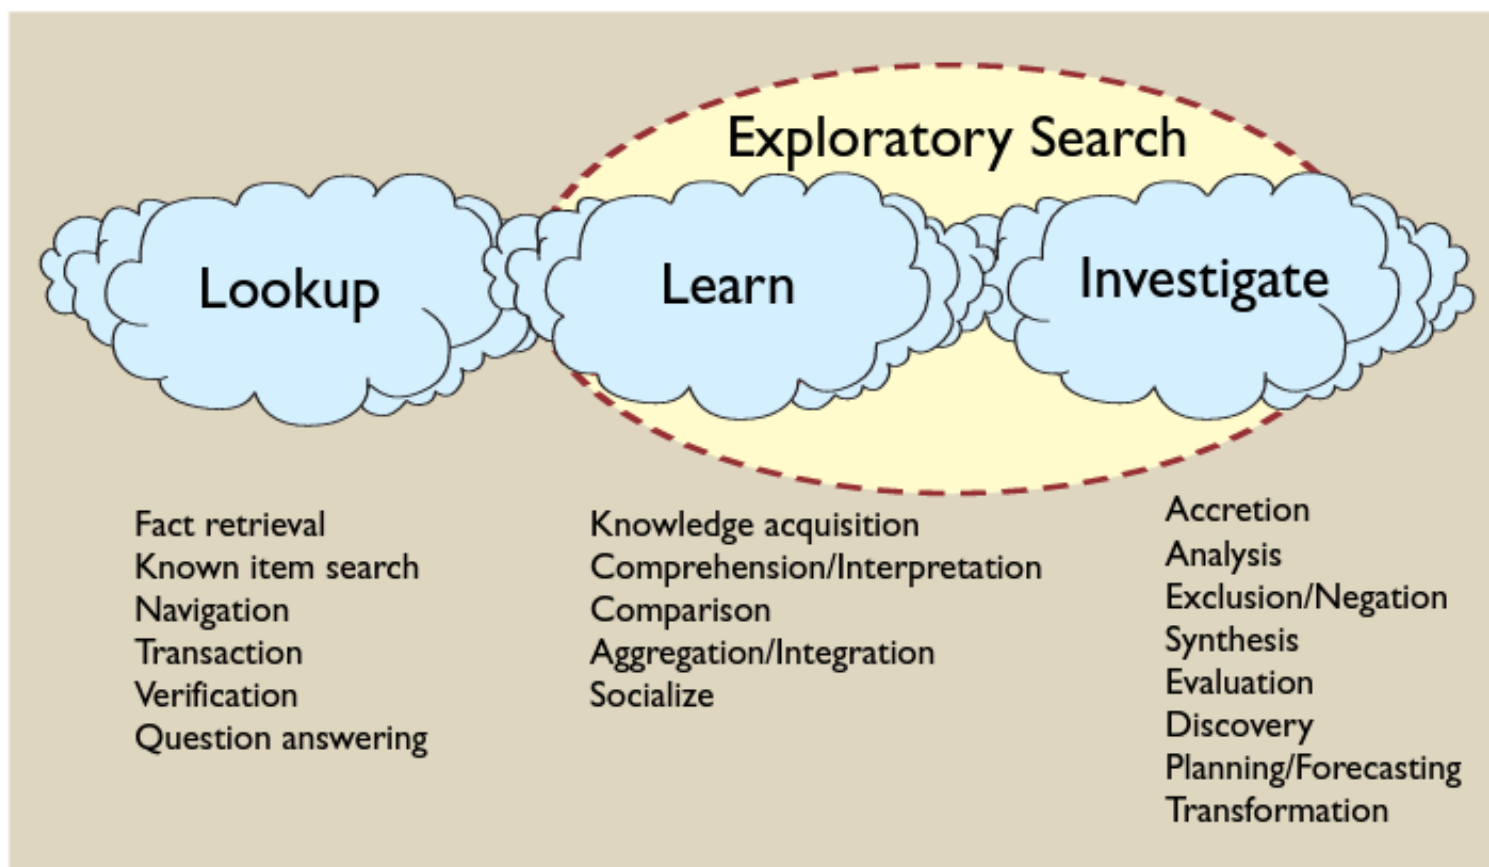 Exploratory Search
Lookup
Learn
Investigate
Fact retrieval
Known item search
Navigation
Transaction
Verification
Question answering
Knowledge acquisition
Comprehension/Interpretation
Comparison
Aggregation/Integration
Socialize
Accretion
Analysis
Exclusion/Negation
Synthesis
Evaluation
Discovery
Planning/Forecasting
Transformation